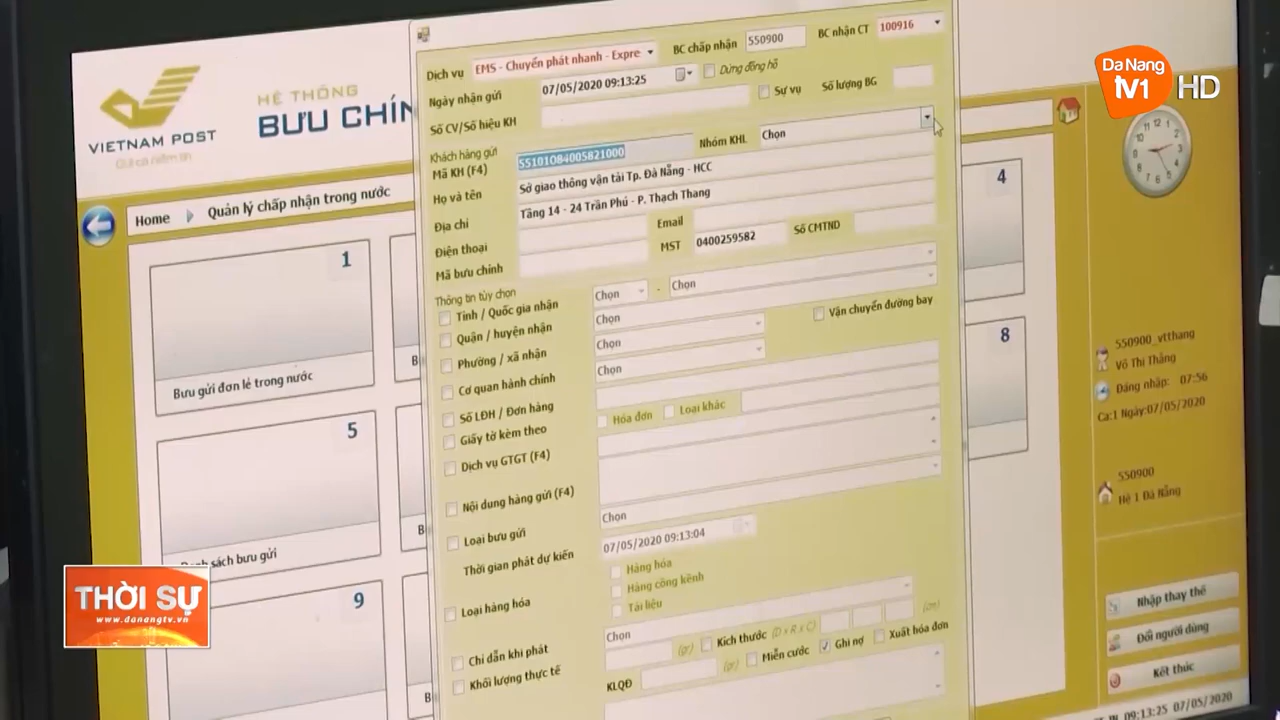 Da Nang
tv1 HD
VIETNAM POST
HỆ THỐNG
BƯU CHÍN
Home
Quản lý chấp nhận trong nước
1
Bưu gửi đơn lẻ trong nước
5
sách bưu gửi
9
4
8
Dịch vụ EMS - Chuyển phát nhanh - Expre BC chấp nhận 550900 BC nhận CT 100916
Ngày nhận gửi 07/05/2020 09:13:25 Dừng đồng hồ
Số CV/Số hiệu KH Sự vụ Số lượng BG
Khách hàng gửi
Mã KH (F4) 55101084005821000 Nhóm KHL Chọn
Họ và tên Sở giao thông vận tải Tp. Đà Nẵng - HCC
Địa chỉ Tầng 14 - 24 Trần Phú - P. Thạch Thang
Điện thoại Email
Mã bưu chính MST 0400259582 Số CMTND
Thông tin tùy chọn
Tỉnh / Quốc gia nhận Chọn - Chọn
Quận / huyện nhận Chọn Vận chuyển đường bay
Phường / xã nhận Chọn
Cơ quan hành chính Chọn
Số LĐH / Đơn hàng
Giấy tờ kèm theo Hóa đơn Loại khác
Dịch vụ GTGT (F4)
Nội dung hàng gửi (F4)
Loại bưu gửi Chọn
Thời gian phát dự kiến 07/05/2020 09:13:04
Loại hàng hóa Hàng hóa
Hàng cồng kềnh
Tài liệu
Chỉ dẫn khi phát Chọn
Khối lượng thực tế (gr) Kích thước (D x R x C) (cm)
KLQĐ (gr) Miễn cước Ghi nợ Xuất hóa đơn
550900_vtthang
Võ Thị Thắng
Đăng nhập: 07:56
Ca:1 Ngày:07/05/2020
550900
Hệ 1 Đà Nẵng
Nhập thay thế
Đổi người dùng
Kết thúc
09:13:25 07/05/2020
THỜI SỰ
www.danangtv.vn